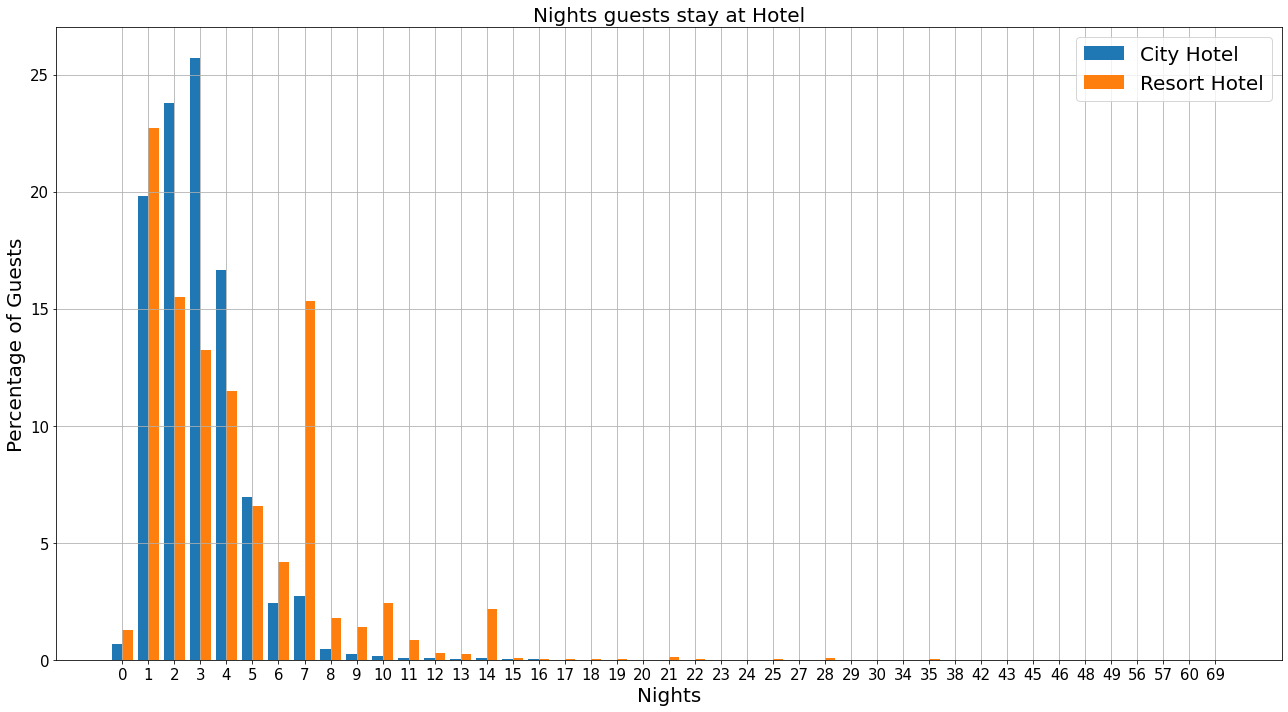 Nights guests stay at Hotel
City Hotel
Resort Hotel
Percentage of Guests
25
20
15
10
5
0
0 1 2 3 4 5 6 7 8 9 10 11 12 13 14 15 16 17 18 19 20 21 22 23 24 25 27 28 29 30 34 35 38 42 43 45 46 48 49 56 57 60 69
Nights